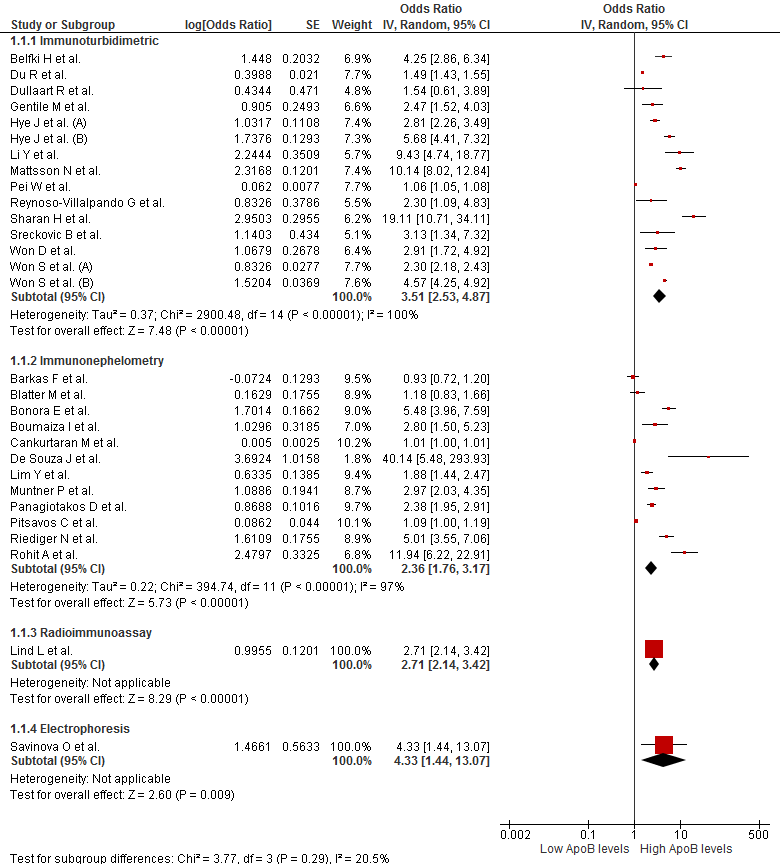 Odds Ratio Odds Ratio
Study or Subgroup log[Odds Ratio] SE Weight IV, Random, 95% CI IV, Random, 95% CI
1.1.1 Immunoturbidimetric
Belfki H et al. 1.448 0.2032 6.9% 4.25 [2.86, 6.34]
Du R et al. 0.3988 0.021 7.7% 1.49 [1.43, 1.55]
Dullaart R et al. 0.4344 0.471 4.8% 1.54 [0.61, 3.89]
Gentile M et al. 0.905 0.2493 6.6% 2.47 [1.52, 4.03]
Hye J et al. (A) 1.0317 0.1108 7.4% 2.81 [2.26, 3.49]
Hye J et al. (B) 1.7376 0.1293 7.3% 5.68 [4.41, 7.32]
Li Y et al. 2.2444 0.3509 5.7% 9.43 [4.74, 18.77]
Mattsson N et al. 2.3168 0.1201 7.4% 10.14 [8.02, 12.84]
Pei W et al. 0.062 0.0077 7.7% 1.06 [1.05, 1.08]
Reynoso-Villalpando G et al. 0.8326 0.3786 5.5% 2.30 [1.09, 4.83]
Sharan H et al. 2.9503 0.2955 6.2% 19.11 [10.71, 34.11]
Sreckovic B et al. 1.1403 0.434 5.1% 3.13 [1.34, 7.32]
Won D et al. 1.0679 0.2678 6.4% 2.91 [1.72, 4.92]
Won S et al. (A) 0.8326 0.0277 7.7% 2.30 [2.18, 2.43]
Won S et al. (B) 1.5204 0.0369 7.6% 4.57 [4.25, 4.92]
Subtotal (95% CI) 100.0% 3.51 [2.53, 4.87]
Heterogeneity: Tau² = 0.37; Chi² = 2900.48, df = 14 (P < 0.00001); I² = 100%
Test for overall effect: Z = 7.48 (P < 0.00001)
1.1.2 Immunonephelometry
Barkas F et al. -0.0724 0.1293 9.5% 0.93 [0.72, 1.20]
Blatter M et al. 0.1629 0.1755 8.9% 1.18 [0.83, 1.66]
Bonora E et al. 1.7014 0.1662 9.0% 5.48 [3.96, 7.59]
Boumaiza I et al. 1.0296 0.3185 7.0% 2.80 [1.50, 5.23]
Cankurtaran M et al. 0.005 0.0025 10.2% 1.01 [1.00, 1.01]
De Souza J et al. 3.6924 1.0158 1.8% 40.14 [5.48, 293.93]
Lim Y et al. 0.6335 0.1385 9.4% 1.88 [1.44, 2.47]
Muntner P et al. 1.0886 0.1941 8.7% 2.97 [2.03, 4.35]
Panagiotakos D et al. 0.8688 0.1016 9.7% 2.38 [1.95, 2.91]
Pitsavos C et al. 0.0862 0.044 10.1% 1.09 [1.00, 1.19]
Riediger N et al. 1.6109 0.1755 8.9% 5.01 [3.55, 7.06]
Rohit A et al. 2.4797 0.3325 6.8% 11.94 [6.22, 22.91]
Subtotal (95% CI) 100.0% 2.36 [1.76, 3.17]
Heterogeneity: Tau² = 0.22; Chi² = 394.74, df = 11 (P < 0.00001); I² = 97%
Test for overall effect: Z = 5.73 (P < 0.00001)
1.1.3 Radioimmunoassay
Lind L et al. 0.9955 0.1201 100.0% 2.71 [2.14, 3.42]
Subtotal (95% CI) 100.0% 2.71 [2.14, 3.42]
Heterogeneity: Not applicable
Test for overall effect: Z = 8.29 (P < 0.00001)
1.1.4 Electrophoresis
Savinova O et al. 1.4661 0.5633 100.0% 4.33 [1.44, 13.07]
Subtotal (95% CI) 100.0% 4.33 [1.44, 13.07]
Heterogeneity: Not applicable
Test for overall effect: Z = 2.60 (P = 0.009)
0.002 0.1 1 10 500
Low ApoB levels High ApoB levels
Test for subgroup differences: Chi² = 3.77, df = 3 (P = 0.29), I² = 20.5%